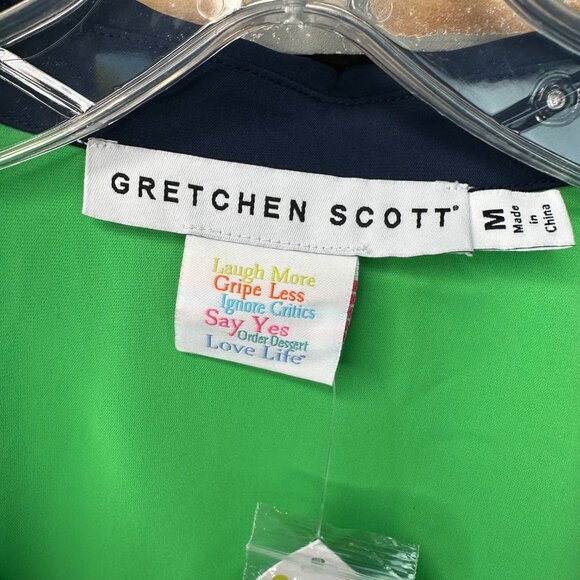 GRETCHEN SCOTT®
M
Made
in
China
Laugh More
Gripe Less
Ignore Critics
Say Yes
Order Dessert
Love Life